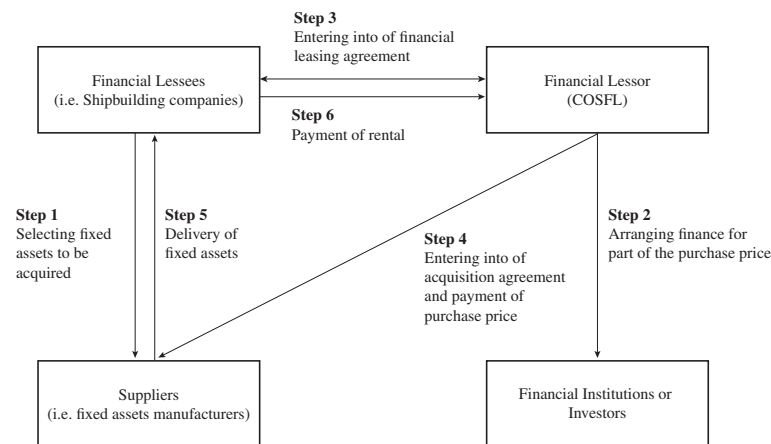 Step 3
Entering into of financial
leasing agreement
Financial Lessees
(i.e. Shipbuilding companies)
Financial Lessor
(COSFL)
Step 6
Payment of rental
Step 1
Selecting fixed
assets to be
acquired
Step 5
Delivery of
fixed assets
Step 4
Entering into of
acquisition agreement
and payment of
purchase price
Step 2
Arranging finance for
part of the purchase price
Suppliers
(i.e. fixed assets manufacturers)
Financial Institutions or
Investors